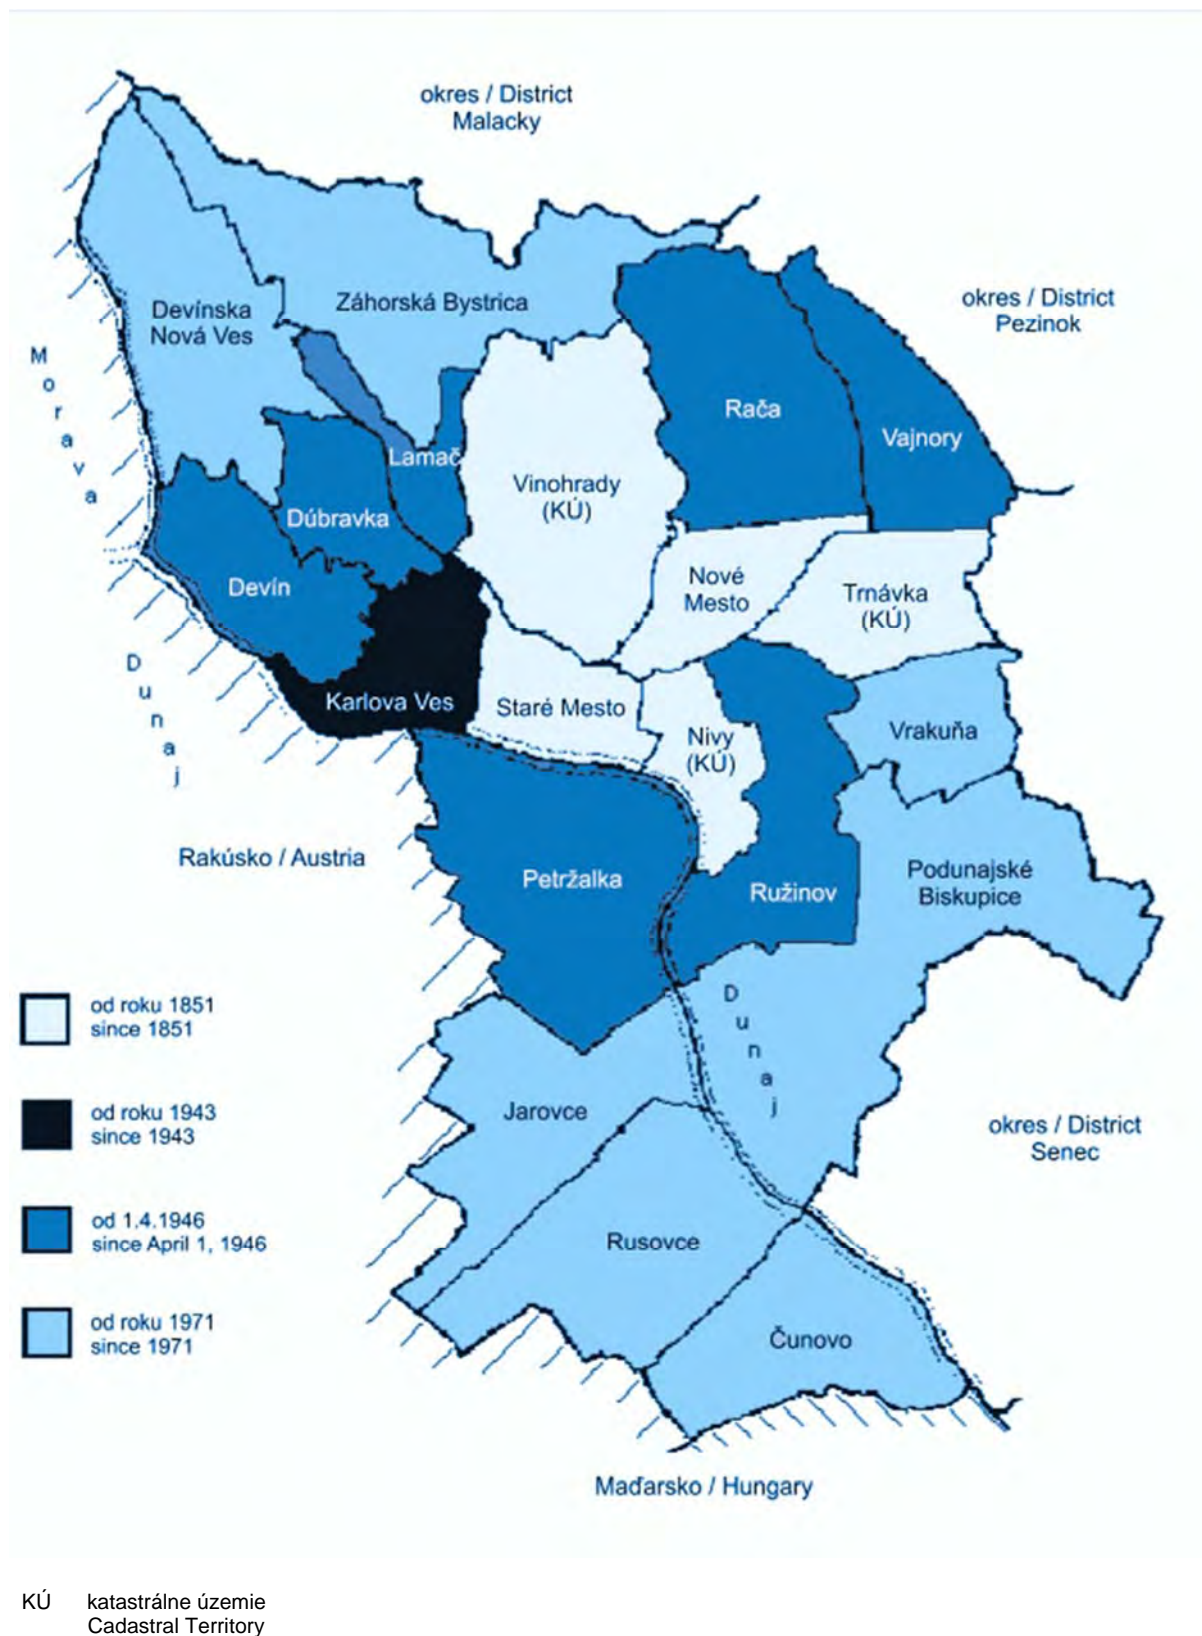 okres / District
Malacky
okres / District
Pezinok
Devínska
Nová Ves
Záhorská Bystrica
Morava
Rača
Vajnory
Lamač
Vinohrady
(KÚ)
Dúbravka
Devín
Nové
Mesto
Trnávka
(KÚ)
Dunaj
Karlova Ves
Staré Mesto
Nivy
(KÚ)
Vrakuňa
Rakúsko / Austria
Petržalka
Ružinov
Podunajské
Biskupice
Dunaj
od roku 1851
since 1851
od roku 1943
since 1943
od 1.4.1946
since April 1, 1946
od roku 1971
since 1971
Jarovce
okres / District
Senec
Rusovce
Čunovo
Maďarsko / Hungary
KÚ katastrálne územie
Cadastral Territory